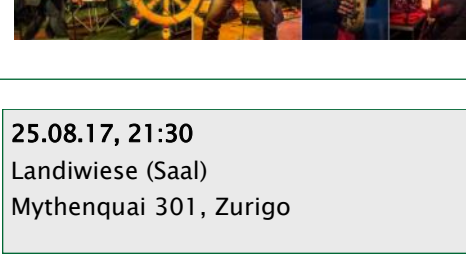 25.08.17, 21:30
Landiwiese (Saal)
Mythenquai 301, Zurigo